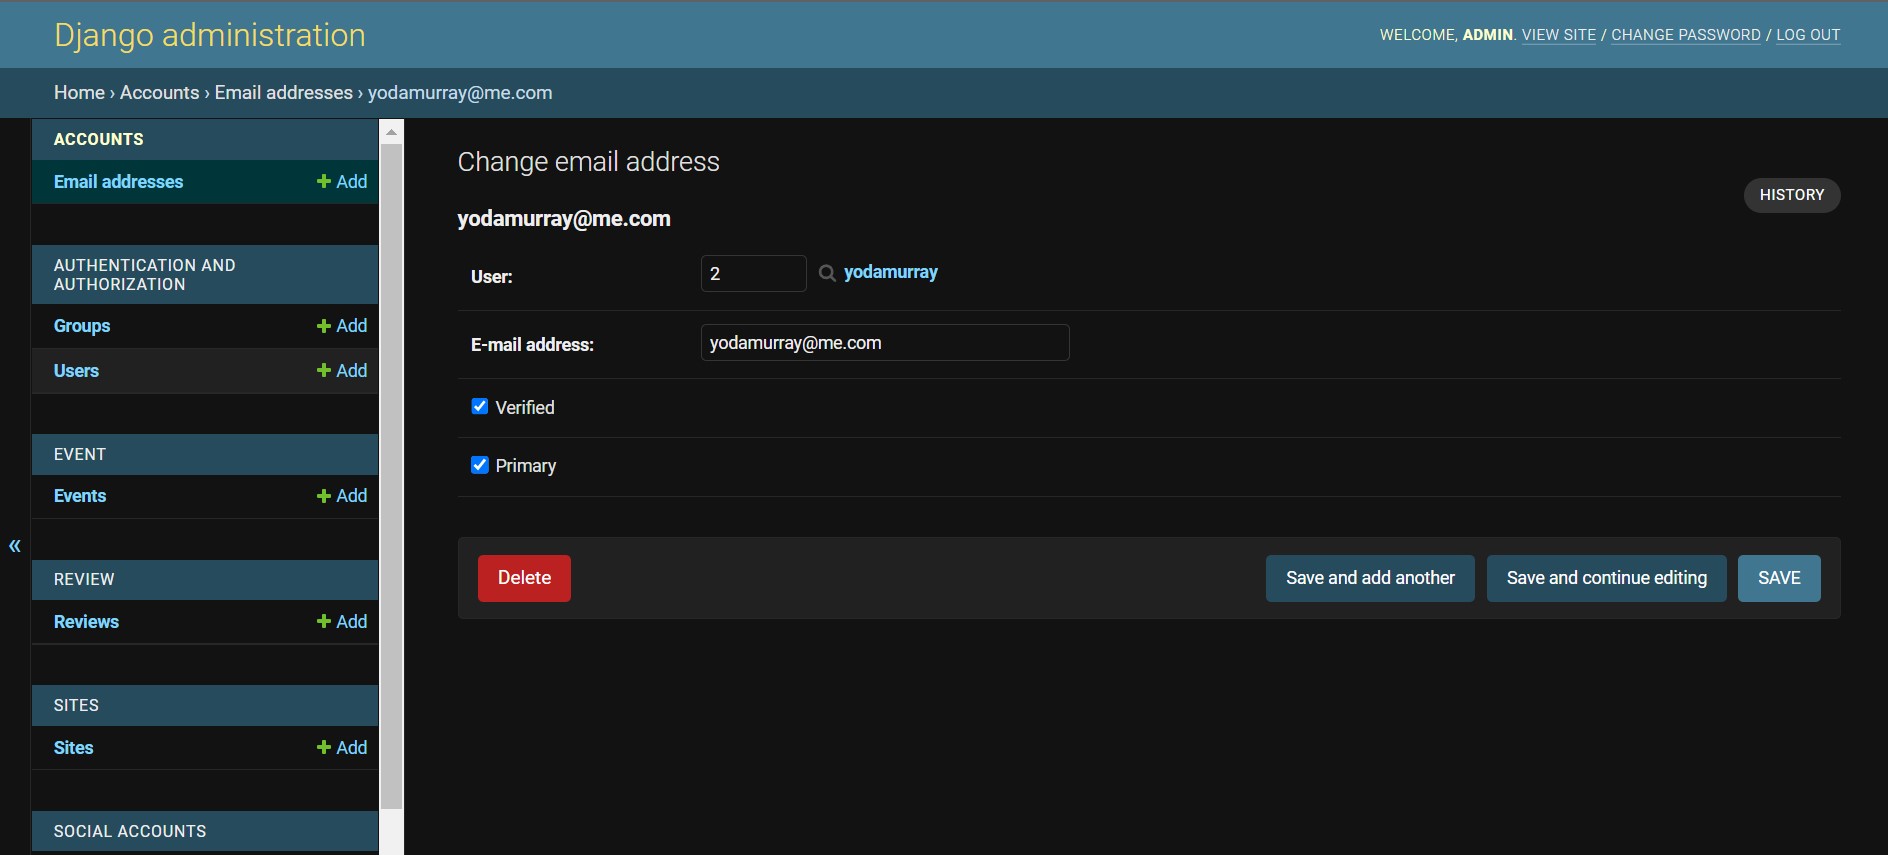 Django administration
WELCOME, ADMIN. VIEW SITE / CHANGE PASSWORD / LOG OUT
Home › Accounts › Email addresses › yodamurray@me.com
ACCOUNTS
Email addresses
Add
AUTHENTICATION AND
AUTHORIZATION
Groups
Add
Users
Add
EVENT
Events
Add
«
REVIEW
Reviews
Add
SITES
Sites
Add
SOCIAL ACCOUNTS
Change email address
HISTORY
yodamurray@me.com
User:
2
yodamurray
E-mail address:
yodamurray@me.com
Verified
Primary
Delete
Save and add another
Save and continue editing
SAVE